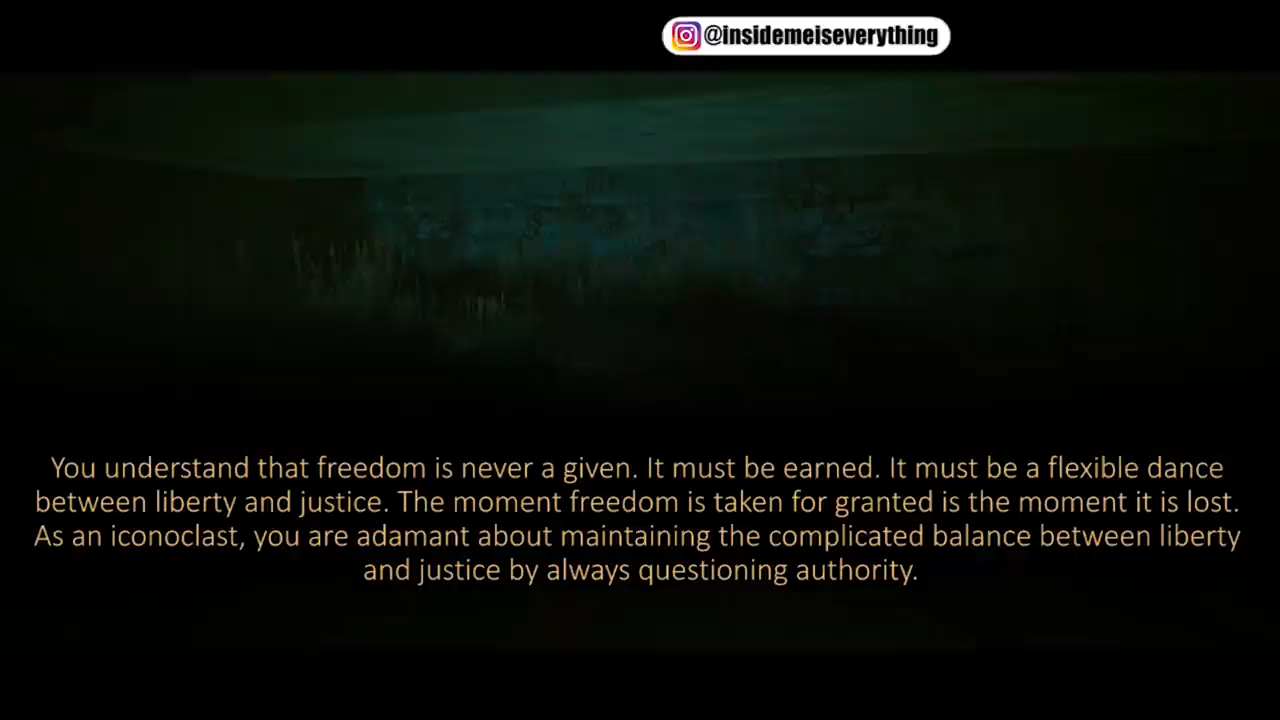 @insidemeiseverything
You understand that freedom is never a given. It must be earned. It must be a flexible dance
between liberty and justice. The moment freedom is taken for granted is the moment it is lost.
As an iconoclast, you are adamant about maintaining the complicated balance between liberty
and justice by always questioning authority.